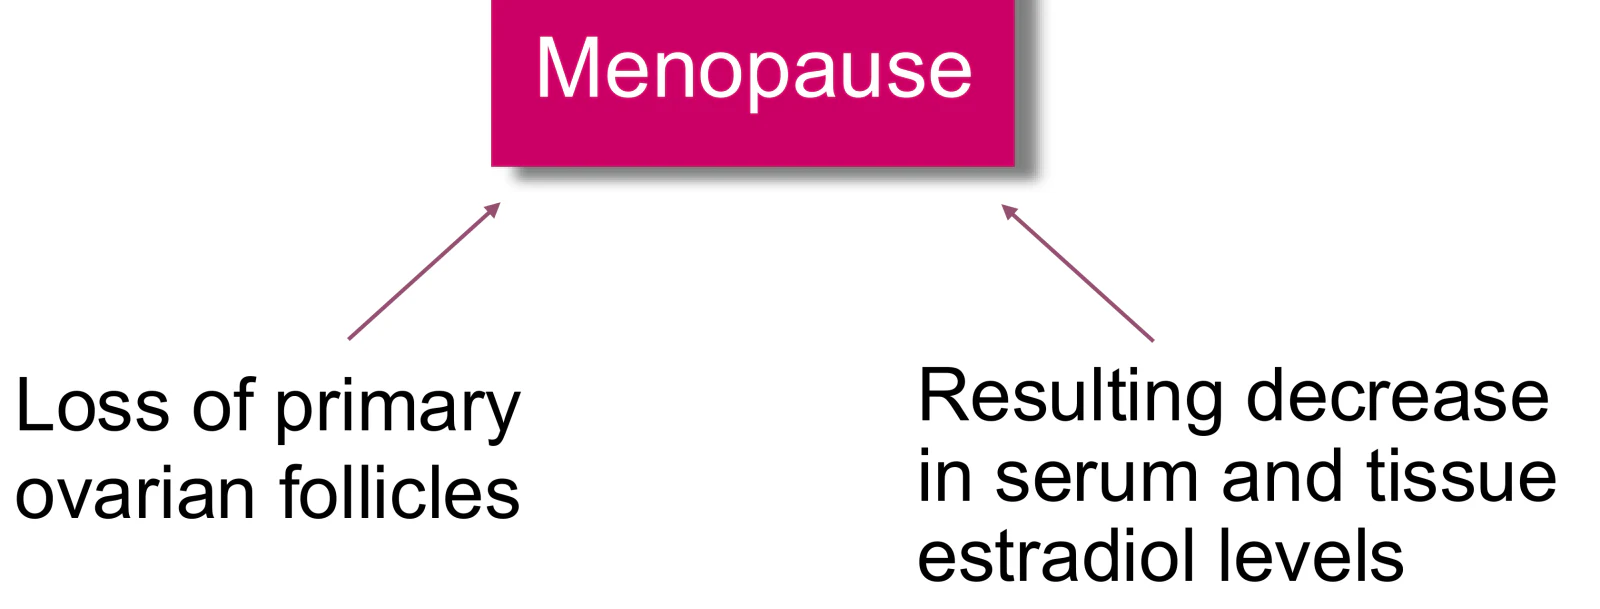 Menopause
Loss of primary
ovarian follicles
Resulting decrease
in serum and tissue
estradiol levels